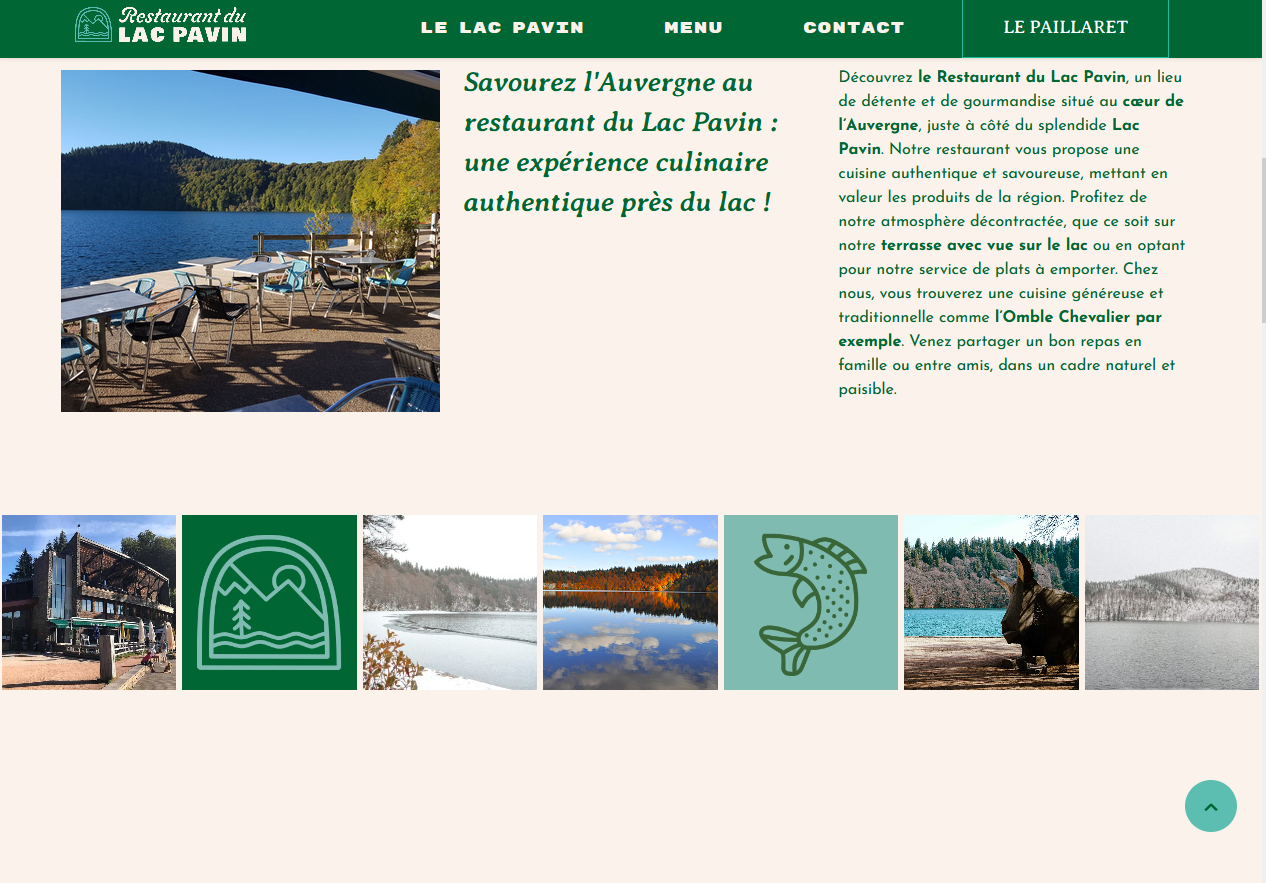 Restaurant du
LAC PAVIN
LE LAC PAVIN
MENU
CONTACT
LE PAILLARET
Savourez l'Auvergne au
restaurant du Lac Pavin :
une expérience culinaire
authentique près du lac !
Découvrez le Restaurant du Lac Pavin, un lieu
de détente et de gourmandise situé au cœur de
l’Auvergne, juste à côté du splendide Lac
Pavin. Notre restaurant vous propose une
cuisine authentique et savoureuse, mettant en
valeur les produits de la région. Profitez de
notre atmosphère décontractée, que ce soit sur
notre terrasse avec vue sur le lac ou en optant
pour notre service de plats à emporter. Chez
nous, vous trouverez une cuisine généreuse et
traditionnelle comme l’Omble Chevalier par
exemple. Venez partager un bon repas en
famille ou entre amis, dans un cadre naturel et
paisible.